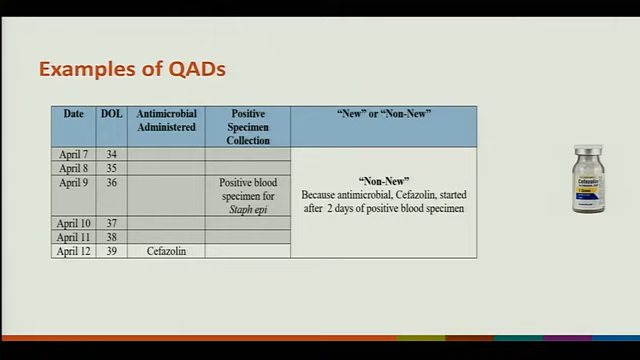 Examples of QADs
Date DOL Antimicrobial Administered Positive Specimen Collection "New" or "Non-New"
April 7 34
April 8 35
April 9 36 Positive blood specimen for Staph epi
April 10 37
April 11 38
April 12 39 Cefazolin
"Non-New"
Because antimicrobial, Cefazolin, started
after 2 days of positive blood specimen
Cefazolin